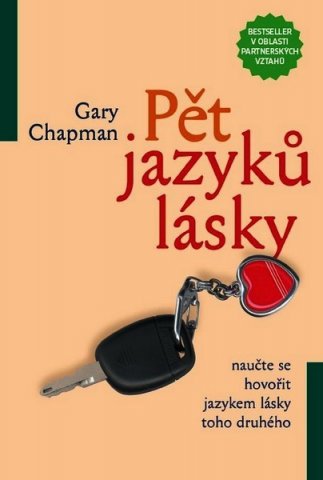 BESTSELLER
V OBLASTI
PARTNERSKÝCH
VZTAHŮ
Gary
Chapman
Pět
jazyků
lásky
naučte se
hovořit
jazykem lásky
toho druhého